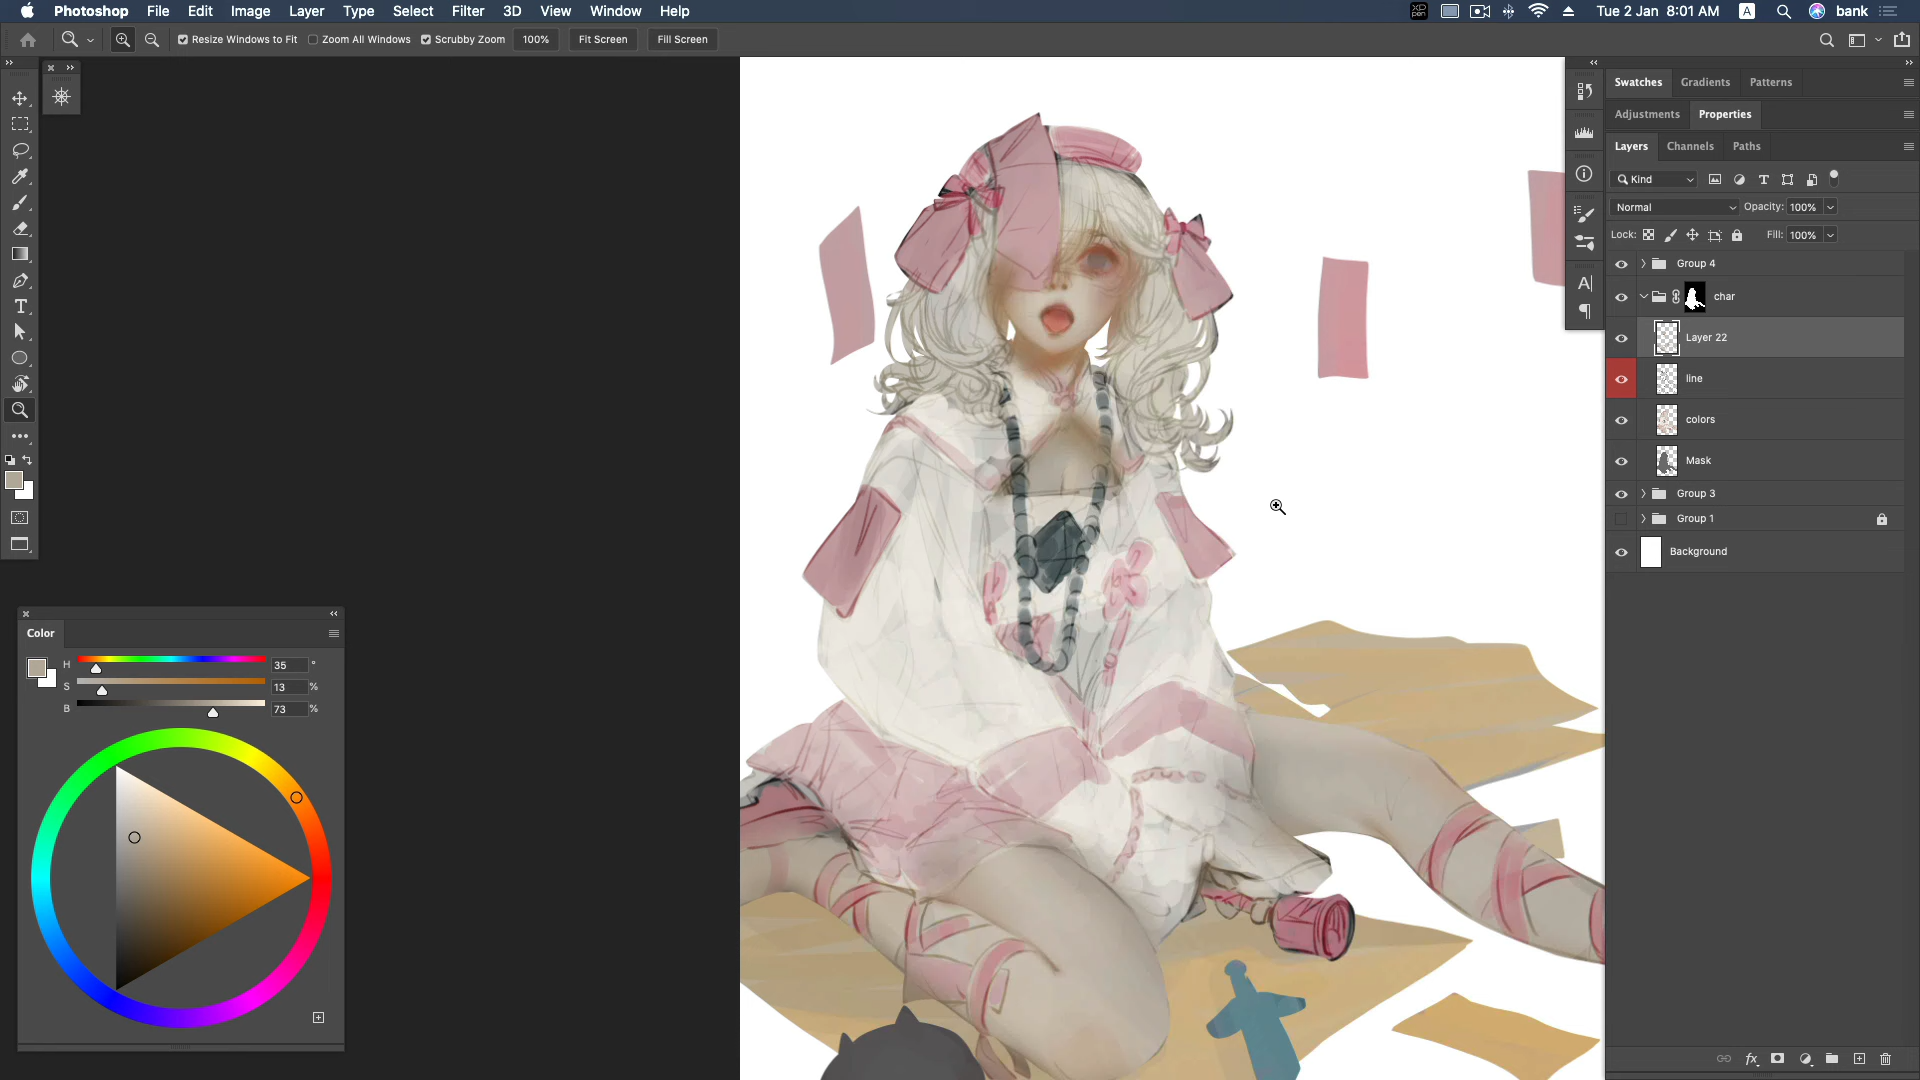 Photoshop File Edit Image Layer Type Select Filter 3D View Window Help
XP PEN
Tue 2 Jan 8:01 AM A bank
Resize Windows to Fit Zoom All Windows Scrubby Zoom 100% Fit Screen Fill Screen
Swatches Gradients Patterns
Adjustments Properties
Layers Channels Paths
Kind
Normal Opacity: 100%
Lock: Fill: 100%
Group 4
char
Layer 22
line
colors
Mask
Group 3
Group 1
Background
Color
H 35 °
S 13 %
B 73 %
fx